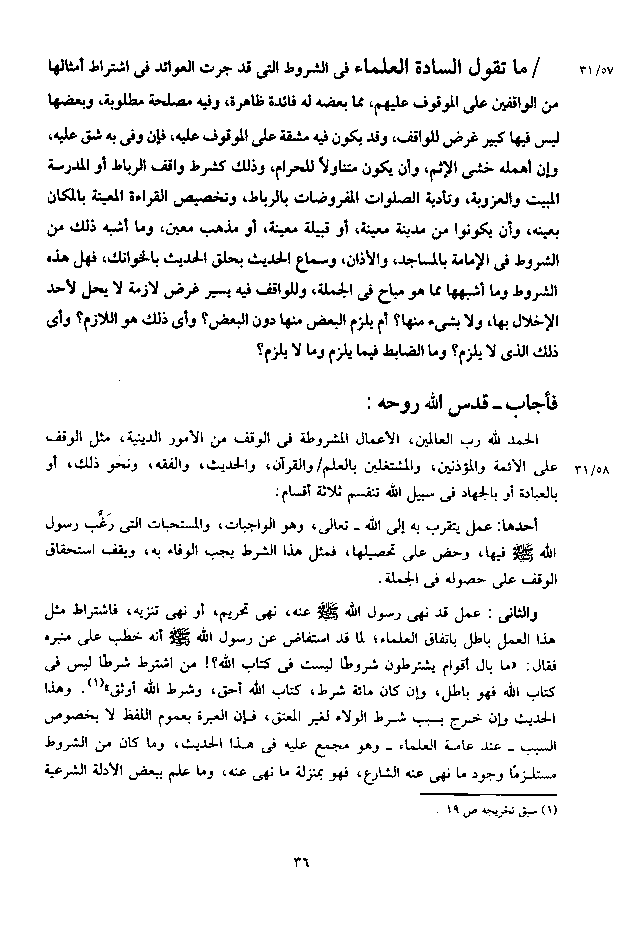 ٣١/٥٧ / ما تقول السادة العلماء فى الشروط التى قد جرت العوائد فى اشتراط أمثالها
من الواقفين على الموقوف عليهم، مما بعضه له فائدة ظاهرة، وفيه مصلحة مطلوبة، وبعضها
ليس فيها كبير غرض للواقف، وقد يكون فيه مشقة على الموقوف عليه، فإن وفى به شق عليه،
وإن أهمله خشى الإثم، وأن يكون متناولاً للحرام، وذلك كشرط واقف الرباط أو المدرسة
المبيت والعزوبة، وتأدية الصلوات المفروضات بالرباط، وتخصيص القراءة المعينة بالمكان
بعينه، وأن يكونوا من مدينة معينة، أو قبيلة معينة، أو مذهب معين، وما أشبه ذلك من
الشروط فى الإمامة بالمساجد، والأذان، وسماع الحديث بحلق الحديث بالخوانك، فهل هذه
الشروط وما أشبهها مما هو مباح فى الجملة، وللواقف فيه يسير غرض لازمة لا يحل لأحد
الإخلال بها، ولا بشىء منها؟ أم يلزم البعض منها دون البعض؟ وأى ذلك هو اللازم؟ وأى
ذلك الذى لا يلزم؟ وما الضابط فيما يلزم وما لا يلزم؟
فأجاب ـ قدس الله روحه :
الحمد لله رب العالمين، الأعمال المشروطة فى الوقف من الأمور الدينية، مثل الوقف
٣١/٥٨ على الأئمة والمؤذنين، والمشتغلين بالعلم/ والقرآن، والحديث، والفقه، ونحو ذلك، أو
بالعبادة أو بالجهاد فى سبيل الله تنقسم ثلاثة أقسام:
أحدها: عمل يتقرب به إلى الله ـ تعالى، وهو الواجبات، والمستحبات التى رَغَّب رسول
الله ﷺ فيها، وحض على تحصيلها، فمثل هذا الشرط يجب الوفاء به، ويقف استحقاق
الوقف على حصوله فى الجملة.
والثانى : عمل قد نهى رسول الله ﷺ عنه، نهى تحريم، أو نهى تنزيه، فاشتراط مثل
هذا العمل باطل باتفاق العلماء؛ لما قد استفاض عن رسول الله ﷺ أنه خطب على منبره
فقال: «ما بال أقوام يشترطون شروطًا ليست فى كتاب الله؟! من اشترط شرطًا ليس فى
كتاب الله فهو باطل، وإن كان مائة شرط، كتاب الله أحق، وشرط الله أوثق»(١). وهذا
الحديث وإن خرج بسبب شرط الولاء لغير المعتق، فإن العبرة بعموم اللفظ لا بخصوص
السبب ـ عند عامة العلماء ـ وهو مجمع عليه فى هذا الحديث، وما كان من الشروط
مستلزمًا وجود ما نهى عنه الشارع، فهو بمنزلة ما نهى عنه، وما علم ببعض الأدلة الشرعية
(١) سبق تخريجه ص ١٩ .
٣٦